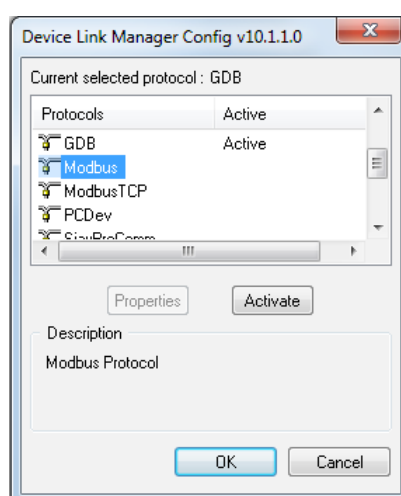 Device Link Manager Config v10.1.1.0
Current selected protocol : GDB
Protocols Active
GDB Active
Modbus
ModbusTCP
PCDev
Properties Activate
Description
Modbus Protocol
OK Cancel